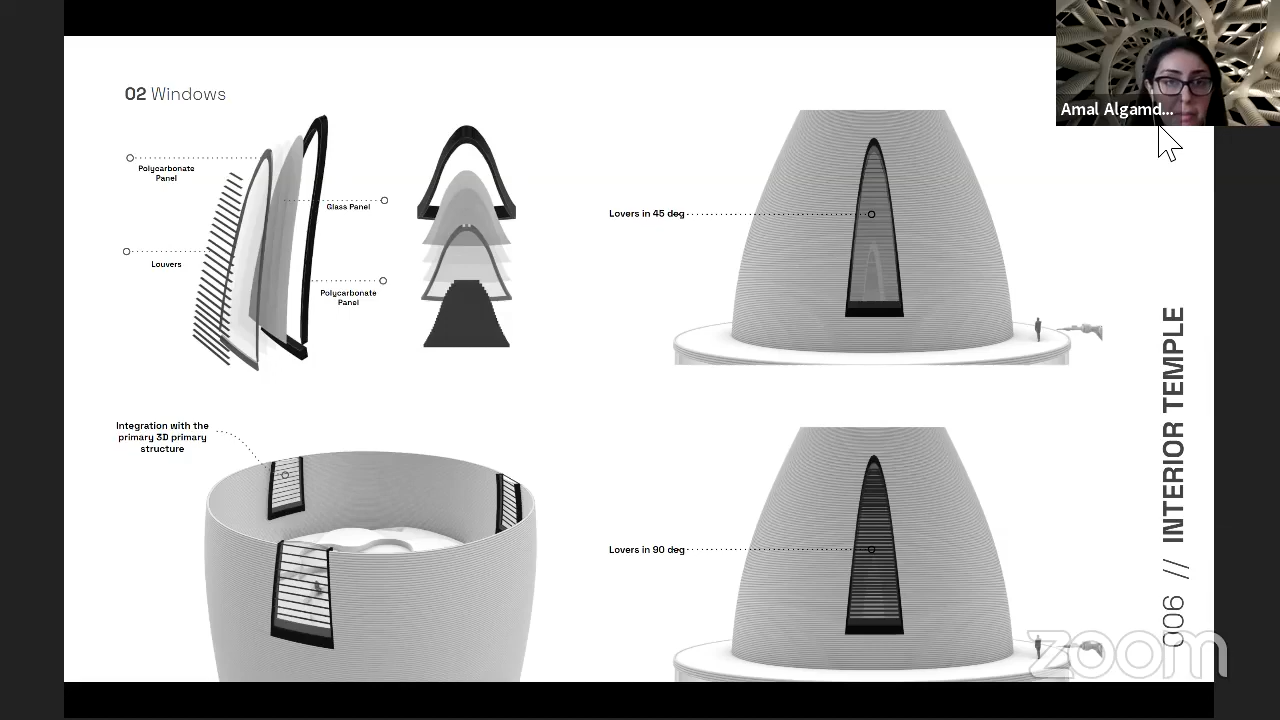 Amal Algamd...
02 Windows
Polycarbonate
Panel
Glass Panel
Louvers
Polycarbonate
Panel
Lovers in 45 deg
Integration with the
primary 3D primary
structure
Lovers in 90 deg
006 // INTERIOR TEMPLE
zoom